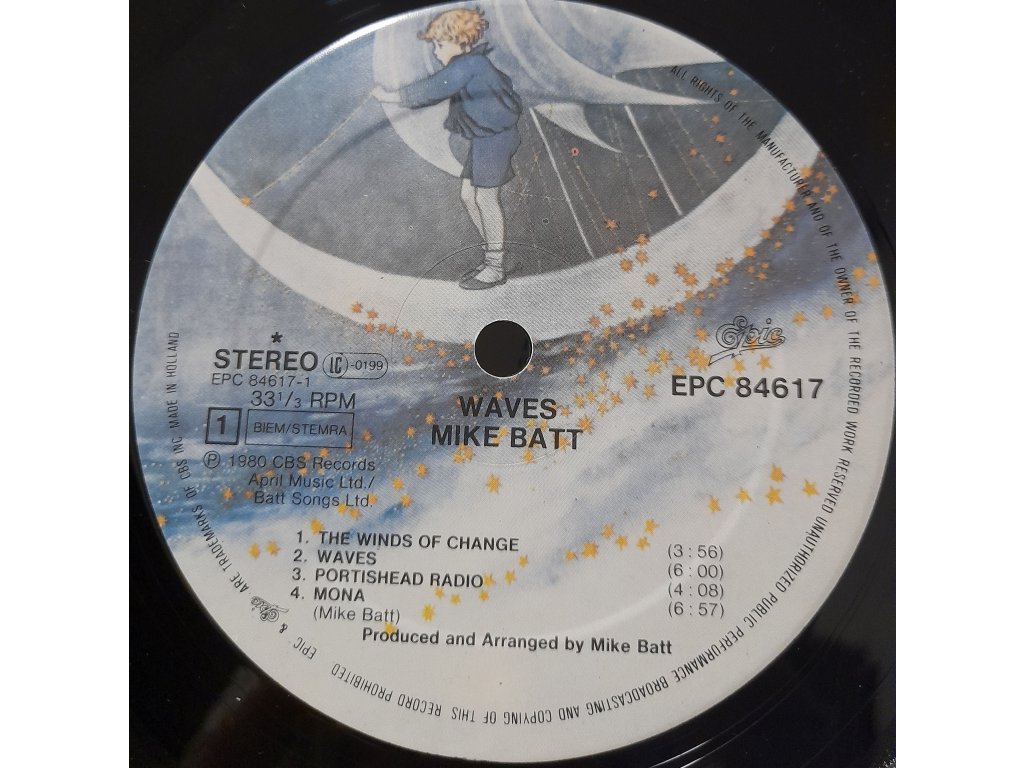 ALL RIGHTS OF THE MANUFACTURER AND OF THE OWNER OF THE RECORDED WORK RESERVED UNAUTHORIZED PUBLIC PERFORMANCE BROADCASTING AND COPYING OF THIS RECORD PROHIBITED
EPIC & Epic ARE TRADEMARKS OF CBS INC MADE IN HOLLAND
*
STEREO LC-0199
EPC 84617-1
33 1/3 RPM
1 BIEM/STEMRA
Ⓟ 1980 CBS Records
April Music Ltd./
Batt Songs Ltd.
WAVES
MIKE BATT
Epic
EPC 84617
1. THE WINDS OF CHANGE (3 : 56)
2. WAVES (6 : 00)
3. PORTISHEAD RADIO (4 : 08)
4. MONA (6 : 57)
(Mike Batt)
Produced and Arranged by Mike Batt